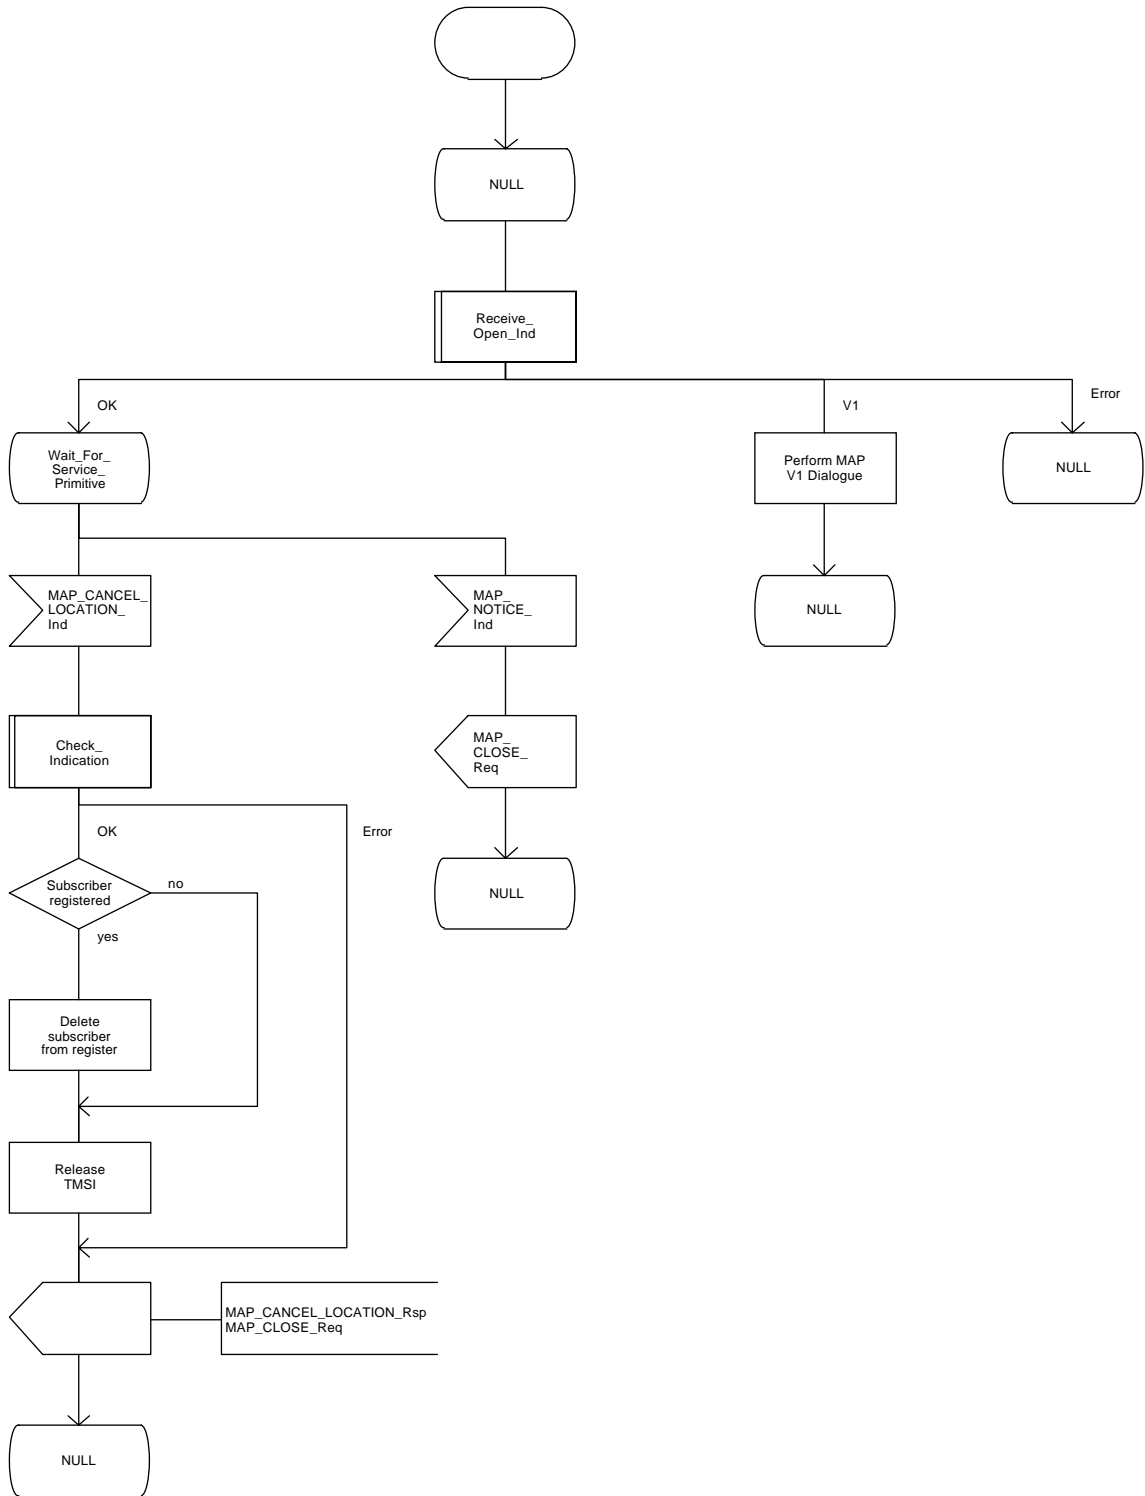 NULL
Receive_
Open_Ind
OK
V1
Error
Wait_For_
Service_
Primitive
Perform MAP
V1 Dialogue
NULL
MAP_CANCEL_
LOCATION_
Ind
MAP_
NOTICE_
Ind
NULL
Check_
Indication
MAP_
CLOSE_
Req
OK
Error
Subscriber
registered
no
yes
NULL
Delete
subscriber
from register
Release
TMSI
MAP_CANCEL_LOCATION_Rsp
MAP_CLOSE_Req
NULL